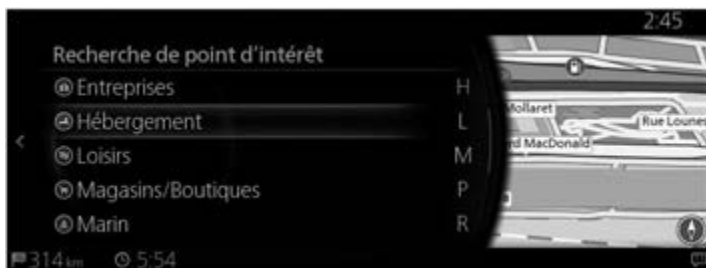 2:45
Recherche de point d'intérêt
Entreprises H
Hébergement L
Loisirs M
Magasins/Boutiques P
Marin R
Mollaret
Rue Lounes
rd MacDonald
314 km 5:54